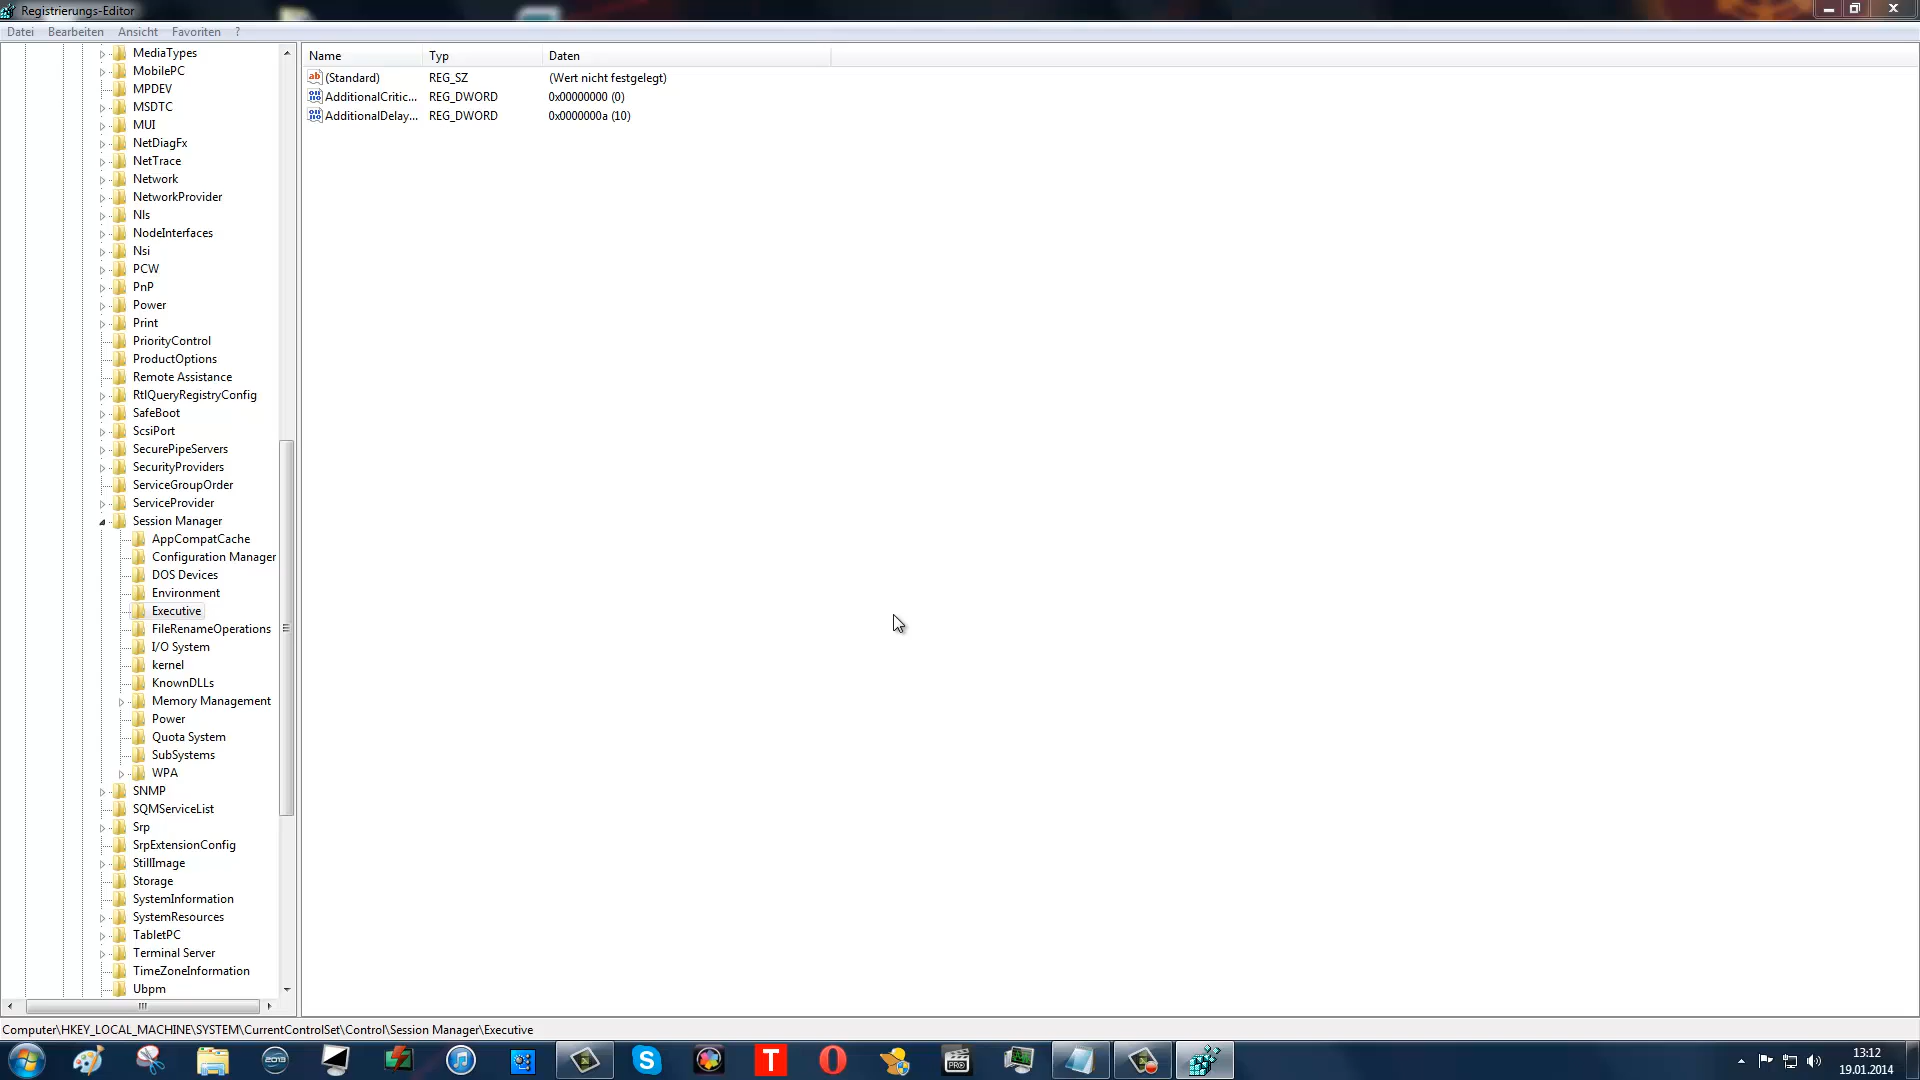 Registrierungs-Editor
Datei Bearbeiten Ansicht Favoriten ?
MediaTypes
MobilePC
MPDEV
MSDTC
MUI
NetDiagFx
NetTrace
Network
NetworkProvider
Nls
NodeInterfaces
Nsi
PCW
PnP
Power
Print
PriorityControl
ProductOptions
Remote Assistance
RtlQueryRegistryConfig
SafeBoot
ScsiPort
SecurePipeServers
SecurityProviders
ServiceGroupOrder
ServiceProvider
Session Manager
AppCompatCache
Configuration Manager
DOS Devices
Environment
Executive
FileRenameOperations
I/O System
kernel
KnownDLLs
Memory Management
Power
Quota System
SubSystems
WPA
SNMP
SQMServiceList
Srp
SrpExtensionConfig
StillImage
Storage
SystemInformation
SystemResources
TabletPC
Terminal Server
TimeZoneInformation
Ubpm
Name Typ Daten
(Standard) REG_SZ (Wert nicht festgelegt)
AdditionalCritic... REG_DWORD 0x00000000 (0)
AdditionalDelay... REG_DWORD 0x0000000a (10)
Computer\HKEY_LOCAL_MACHINE\SYSTEM\CurrentControlSet\Control\Session Manager\Executive
2013
T
PRO
13:12
19.01.2014